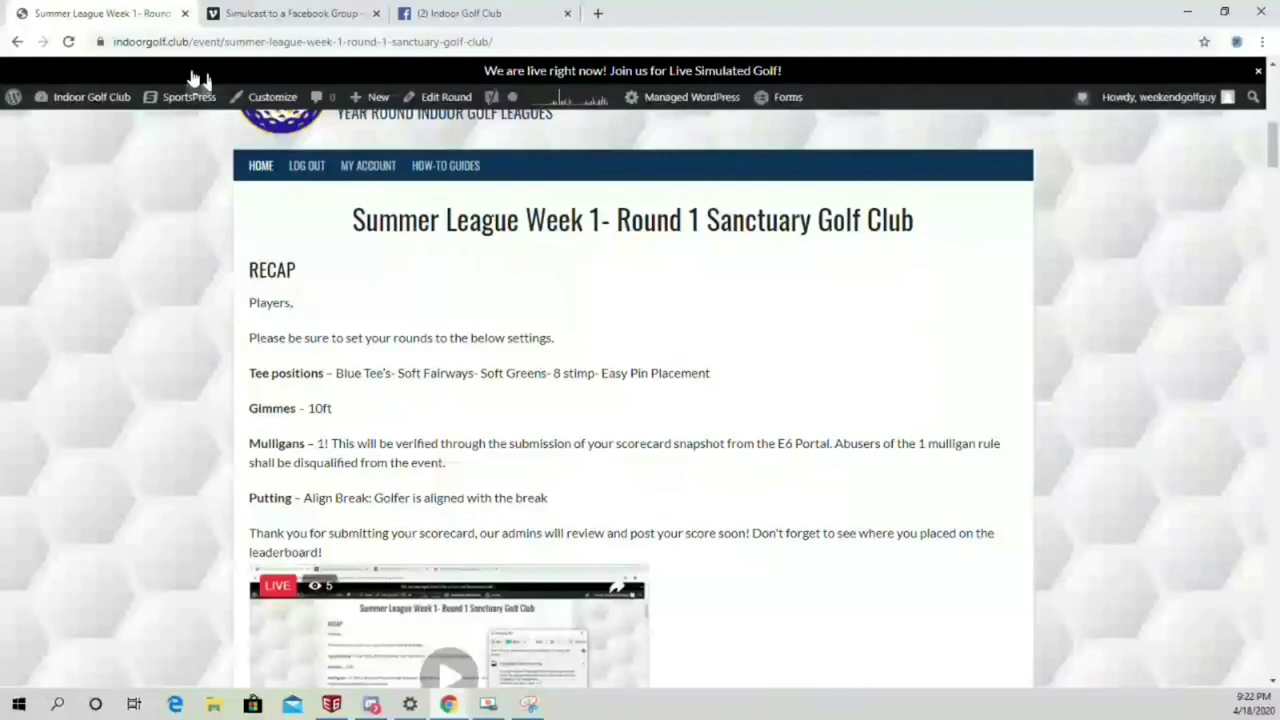 Summer League Week 1- Round
Simulcast to a Facebook Group -
(2) Indoor Golf Club
indoorgolf.club/event/summer-league-week-1-round-1-sanctuary-golf-club/
We are live right now! Join us for Live Simulated Golf!
Indoor Golf Club SportsPress Customize 0 New Edit Round Managed WordPress Forms Howdy, weekendgolfguy
YEAR ROUND INDOOR GOLF LEAGUES
HOME LOG OUT MY ACCOUNT HOW-TO GUIDES
Summer League Week 1- Round 1 Sanctuary Golf Club
RECAP
Players,
Please be sure to set your rounds to the below settings.
Tee positions – Blue Tee's- Soft Fairways- Soft Greens- 8 stimp- Easy Pin Placement
Gimmes – 10ft
Mulligans – 1! This will be verified through the submission of your scorecard snapshot from the E6 Portal. Abusers of the 1 mulligan rule
shall be disqualified from the event.
Putting – Align Break: Golfer is aligned with the break
Thank you for submitting your scorecard, our admins will review and post your score soon! Don't forget to see where you placed on the
leaderboard!
LIVE 5
Summer League Week 1- Round 1 Sanctuary Golf Club
RECAP
9:22 PM
4/18/2020